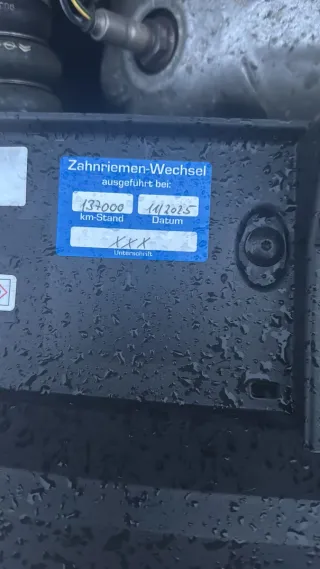 Zahnriemen-Wechsel
ausgeführt bei:
137000 11/2025
km-Stand Datum
XXX
Unterschrift